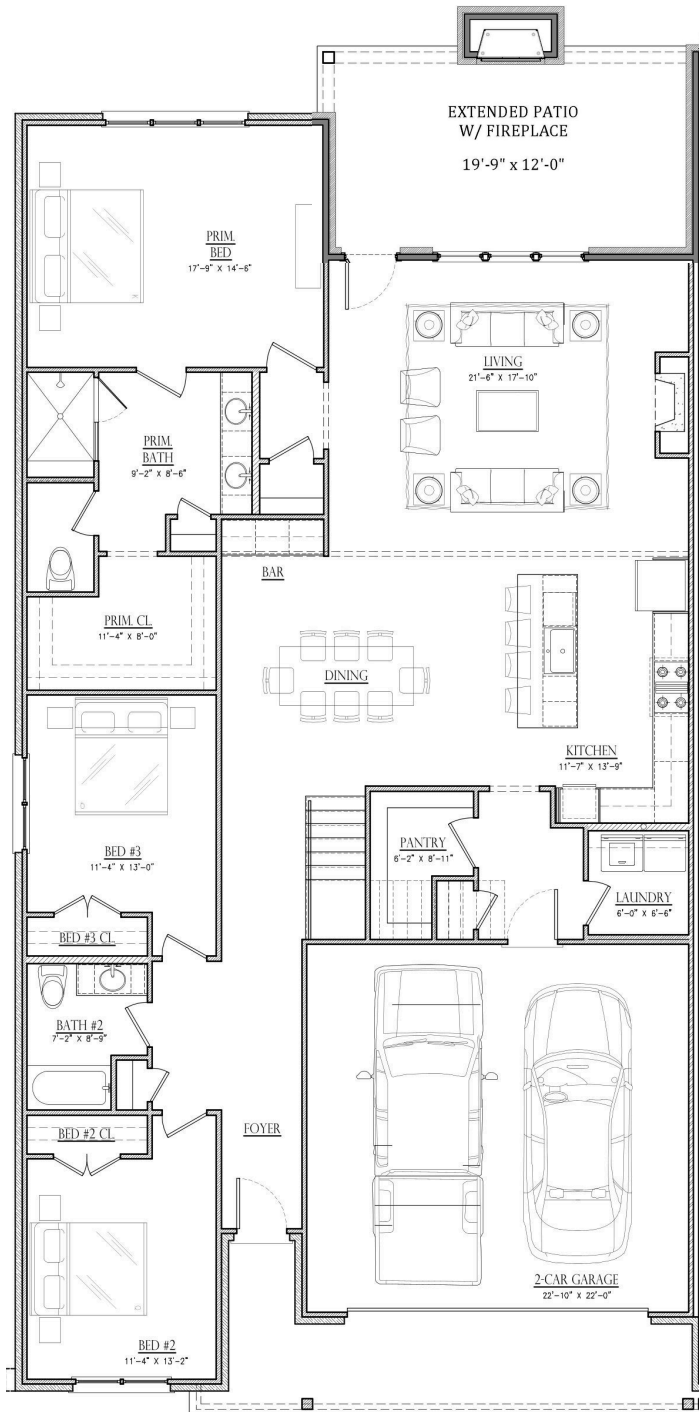 EXTENDED PATIO
W/ FIREPLACE
19'-9" x 12'-0"
PRIM.
BED
17'-9" X 14'-6"
LIVING
21'-6" X 17'-10"
PRIM.
BATH
9'-2" X 8'-6"
BAR
PRIM. CL
11'-4" X 8'-0"
DINING
KITCHEN
11'-7" X 13'-9"
BED #3
11'-4" X 13'-0"
PANTRY
6'-2" X 8'-11"
LAUNDRY
6'-0" X 6'-6"
BED #3 CL
BATH #2
7'-2" X 8'-9"
BED #2 CL
FOYER
2-CAR GARAGE
22'-10" X 22'-0"
BED #2
11'-4" X 13'-2"